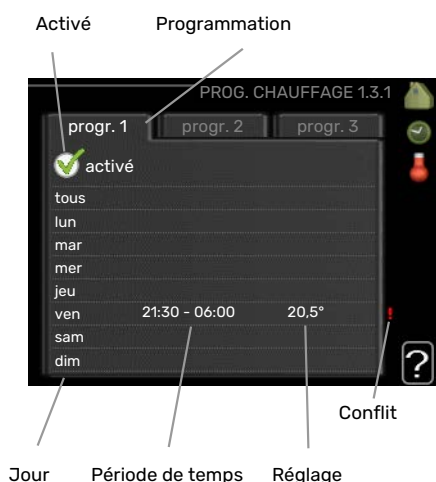 Activé Programmation
PROG. CHAUFFAGE 1.3.1
progr. 1 progr. 2 progr. 3
activé
tous
lun
mar
mer
jeu
ven 21:30 - 06:00 20,5° !
sam
dim
?
Conflit
Jour Période de temps Réglage